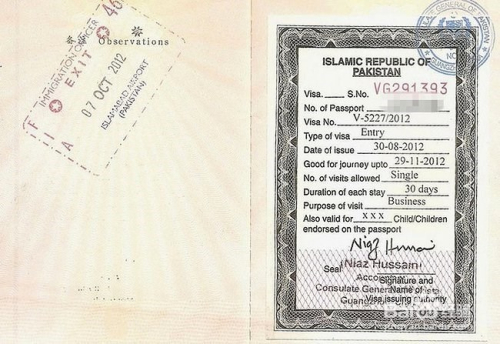 Observations
IMMIGRATION OFFICER 46
EXIT
07 OCT 2012
ISLAMABAD AIRPORT
(PAKISTAN)
F I A
ISLAMIC REPUBLIC OF
PAKISTAN
Visa. S.No. VG291393
No. of Passport
Visa No. V-5227/2012
Type of visa Entry
Date of issue 30-08-2012
Good for journey upto 29-11-2012
No. of visits allowed Single
Duration of each stay 30 days
Purpose of visit Business
Also valid for xxx Child/Children
endorsed on the passport
Seal (Niaz Hussain)
Signature and
Consulate General
Name of
Visa issuing authority